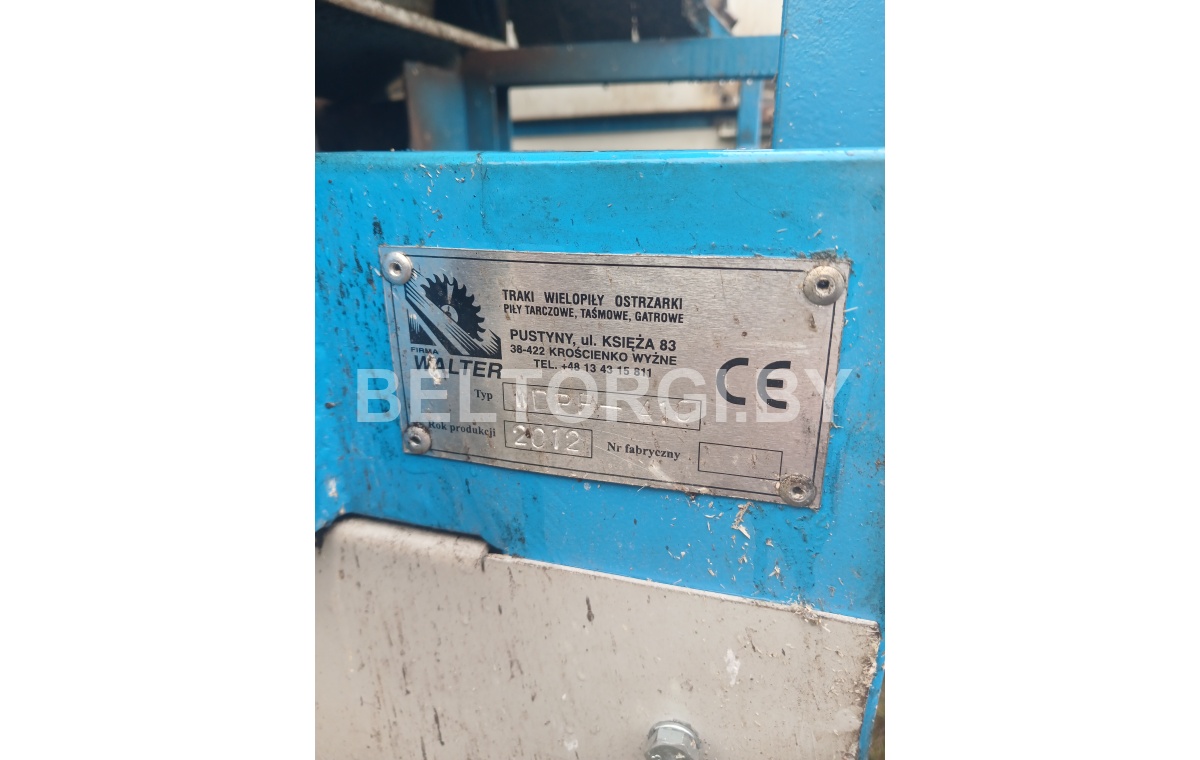 TRAKI WIELOPIŁY OSTRZARKI
PIŁY TARCZOWE, TAŚMOWE, GATROWE
PUSTYNY, ul. KSIĘŻA 83
38-422 KROŚCIENKO WYŻNE
TEL. +48 13 43 15 811
FIRMA
WALTER
CE
Typ
BELTORGI.BY
Rok produkcji 2012 Nr fabryczny